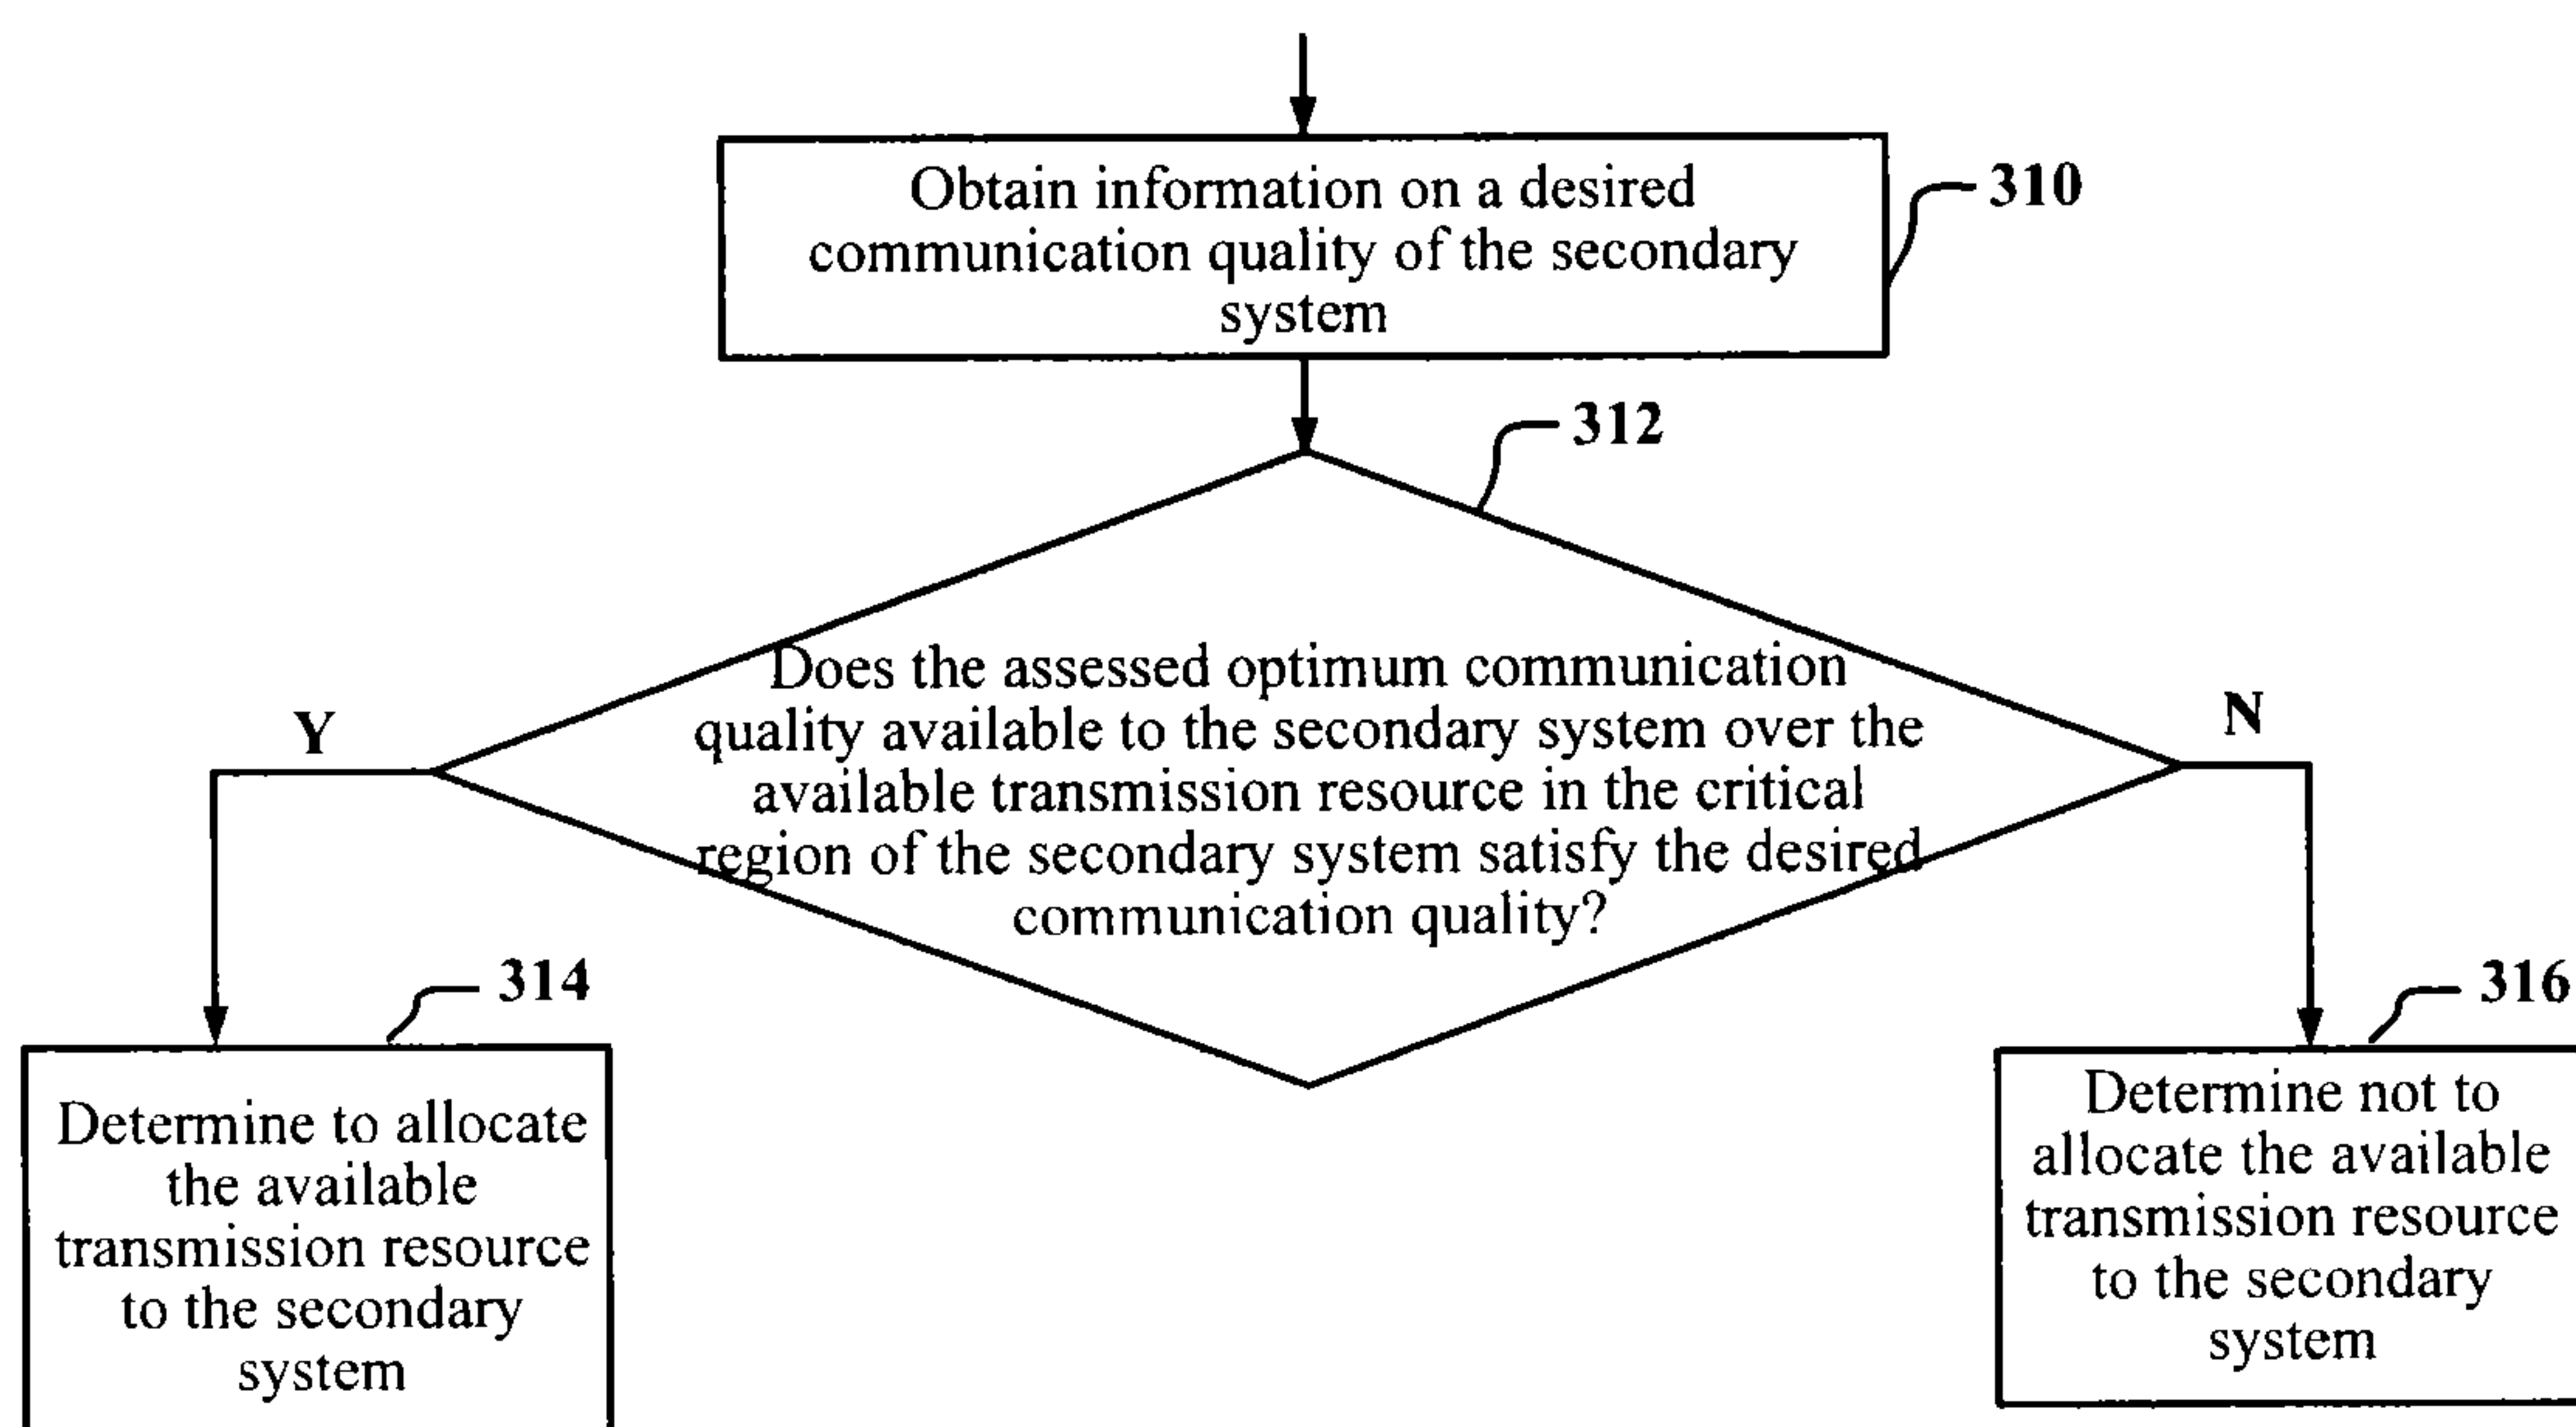 Obtain information on a desired
communication quality of the secondary
system
310
312
Does the assessed optimum communication
quality available to the secondary system over the
available transmission resource in the critical
region of the secondary system satisfy the desired
communication quality?
Y
N
314
Determine to allocate
the available
transmission resource
to the secondary
system
316
Determine not to
allocate the available
transmission resource
to the secondary
system